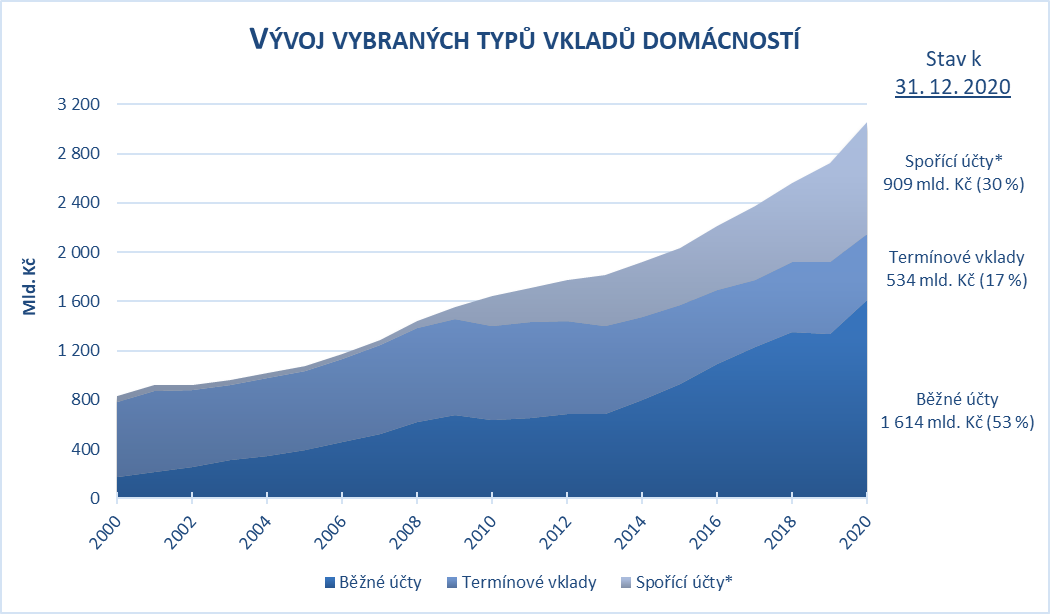 VÝVOJ VYBRANÝCH TYPŮ VKLADŮ DOMÁCNOSTÍ
Stav k
31. 12. 2020
Mld. Kč
3 200
2 800
2 400
2 000
1 600
1 200
800
400
0
2000
2002
2004
2006
2008
2010
2012
2014
2016
2018
2020
Spořící účty*
909 mld. Kč (30 %)
Termínové vklady
534 mld. Kč (17 %)
Běžné účty
1 614 mld. Kč (53 %)
Běžné účty
Termínové vklady
Spořící účty*